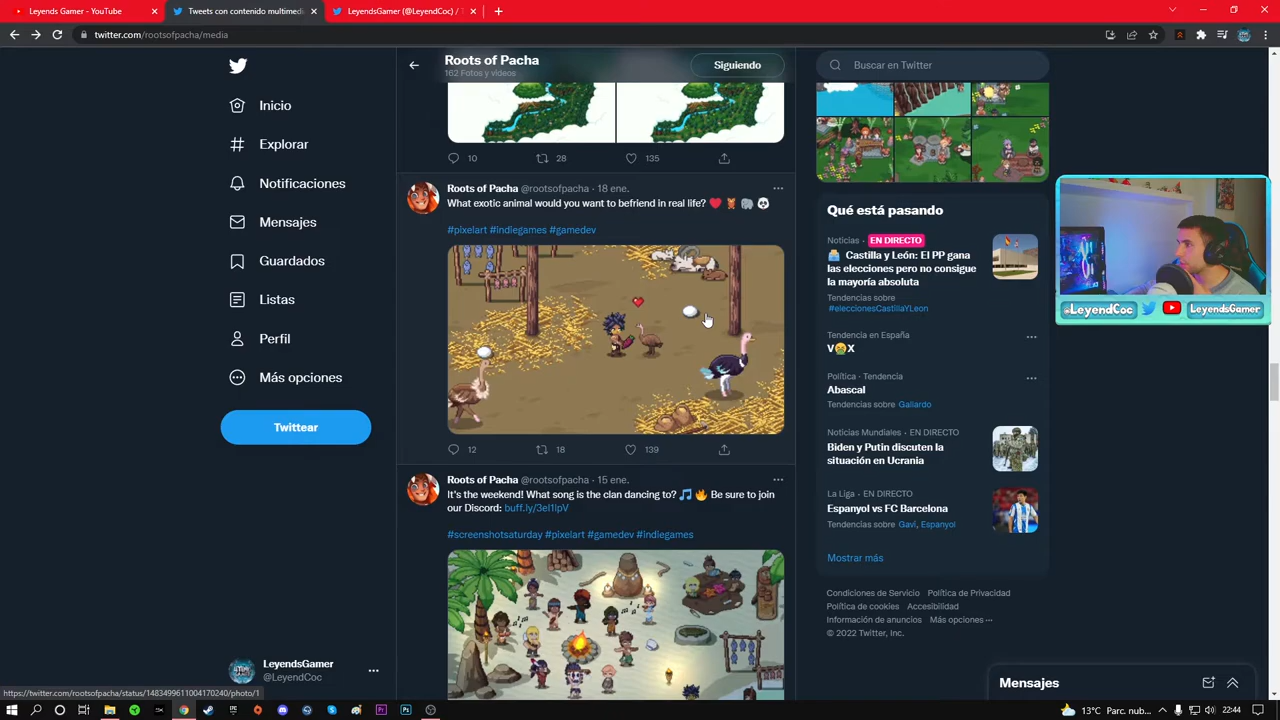 Leyends Gamer - YouTube
Tweets con contenido multimedi
LeyendsGamer (@LeyendCoc) / T
twitter.com/rootsofpacha/media
Inicio
Explorar
Notificaciones
Mensajes
Guardados
Listas
Perfil
Más opciones
Twittear
LeyendsGamer
@LeyendCoc
https://twitter.com/rootsofpacha/status/1483499611004170240/photo/1
Roots of Pacha
162 Fotos y videos
Siguiendo
10 28 135
Roots of Pacha @rootsofpacha · 18 ene.
What exotic animal would you want to befriend in real life?
#pixelart #indiegames #gamedev
12 18 139
Roots of Pacha @rootsofpacha · 15 ene.
It's the weekend! What song is the clan dancing to? Be sure to join
our Discord:
#screenshotsaturday #pixelart #gamedev #indiegames
Buscar en Twitter
Qué está pasando
Noticias · EN DIRECTO
Castilla y León: El PP gana
las elecciones pero no consigue
la mayoría absoluta
Tendencias sobre
#eleccionesCastillaYLeon
Tendencia en España
V🤮X
Política · Tendencia
Abascal
Tendencias sobre Gallardo
Noticias Mundiales · EN DIRECTO
Biden y Putin discuten la
situación en Ucrania
La Liga · EN DIRECTO
Espanyol vs FC Barcelona
Tendencias sobre Gavi, Espanyol
Mostrar más
Condiciones de Servicio Política de Privacidad
Política de cookies Accesibilidad
Información de anuncios Más opciones ···
© 2022 Twitter, Inc.
@LeyendCoc LeyendsGamer
Mensajes
13°C Parc. nub... 22:44